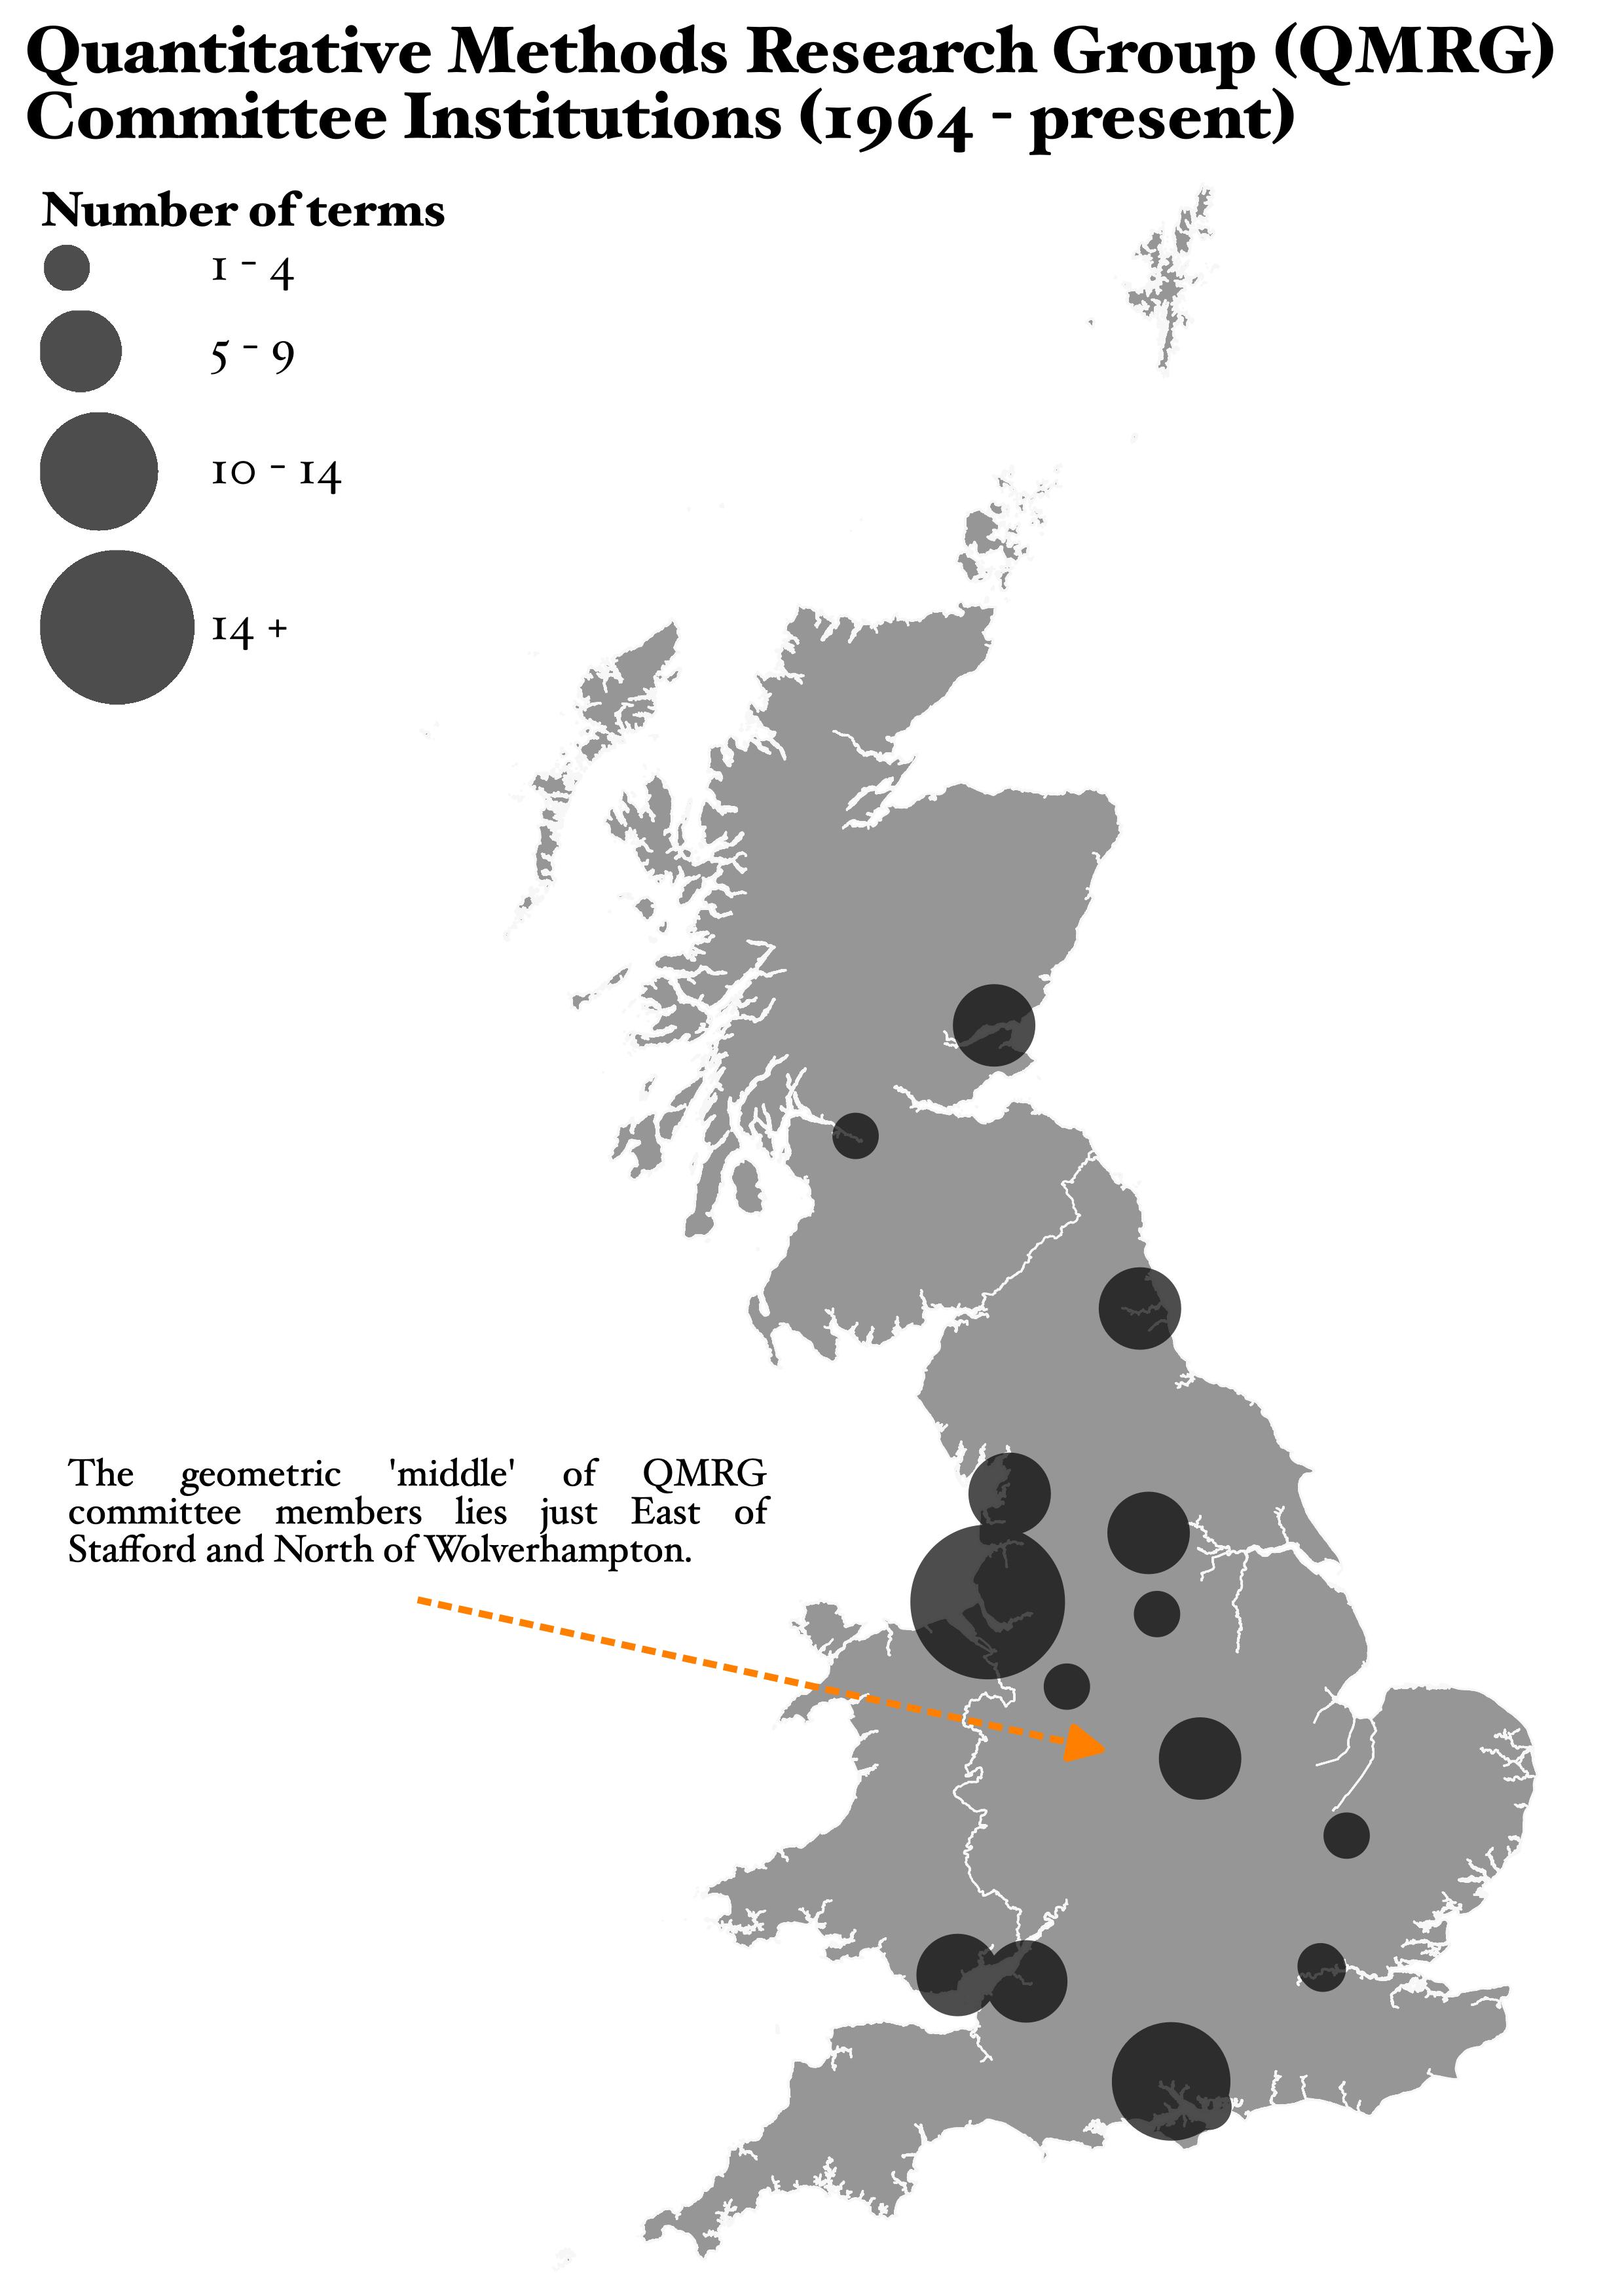 Quantitative Methods Research Group (QMRG)
Committee Institutions (1964 - present)
Number of terms
1 - 4
5 - 9
10 - 14
14 +
The geometric 'middle' of QMRG
committee members lies just East of
Stafford and North of Wolverhampton.